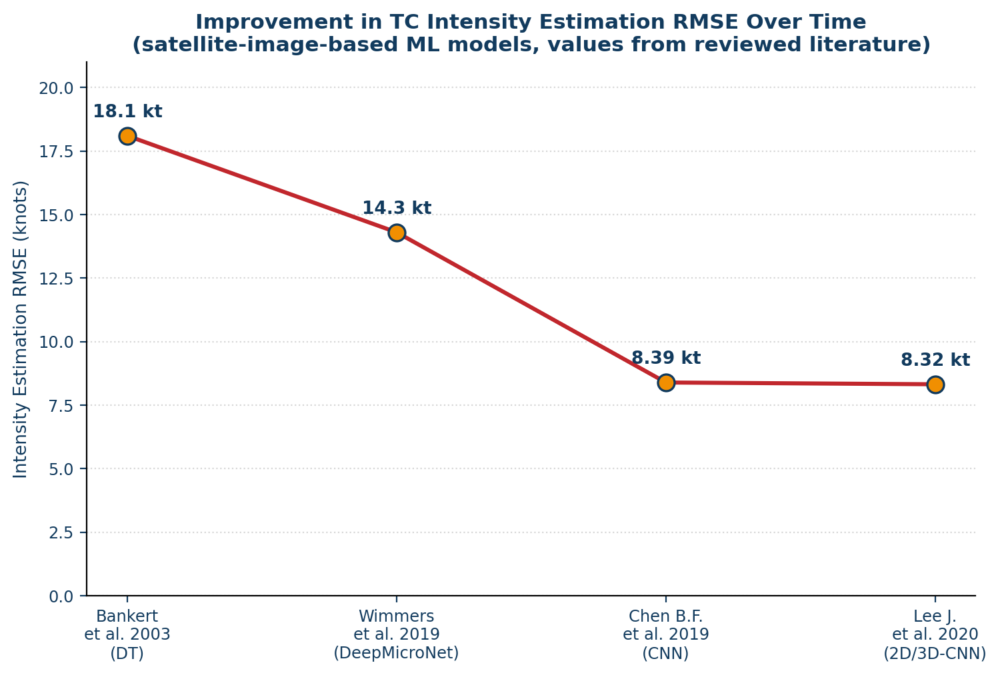 Improvement in TC Intensity Estimation RMSE Over Time
(satellite-image-based ML models, values from reviewed literature)
Intensity Estimation RMSE (knots)
20.0
17.5
15.0
12.5
10.0
7.5
5.0
2.5
0.0
18.1 kt
14.3 kt
8.39 kt
8.32 kt
Bankert
et al. 2003
(DT)
Wimmers
et al. 2019
(DeepMicroNet)
Chen B.F.
et al. 2019
(CNN)
Lee J.
et al. 2020
(2D/3D-CNN)